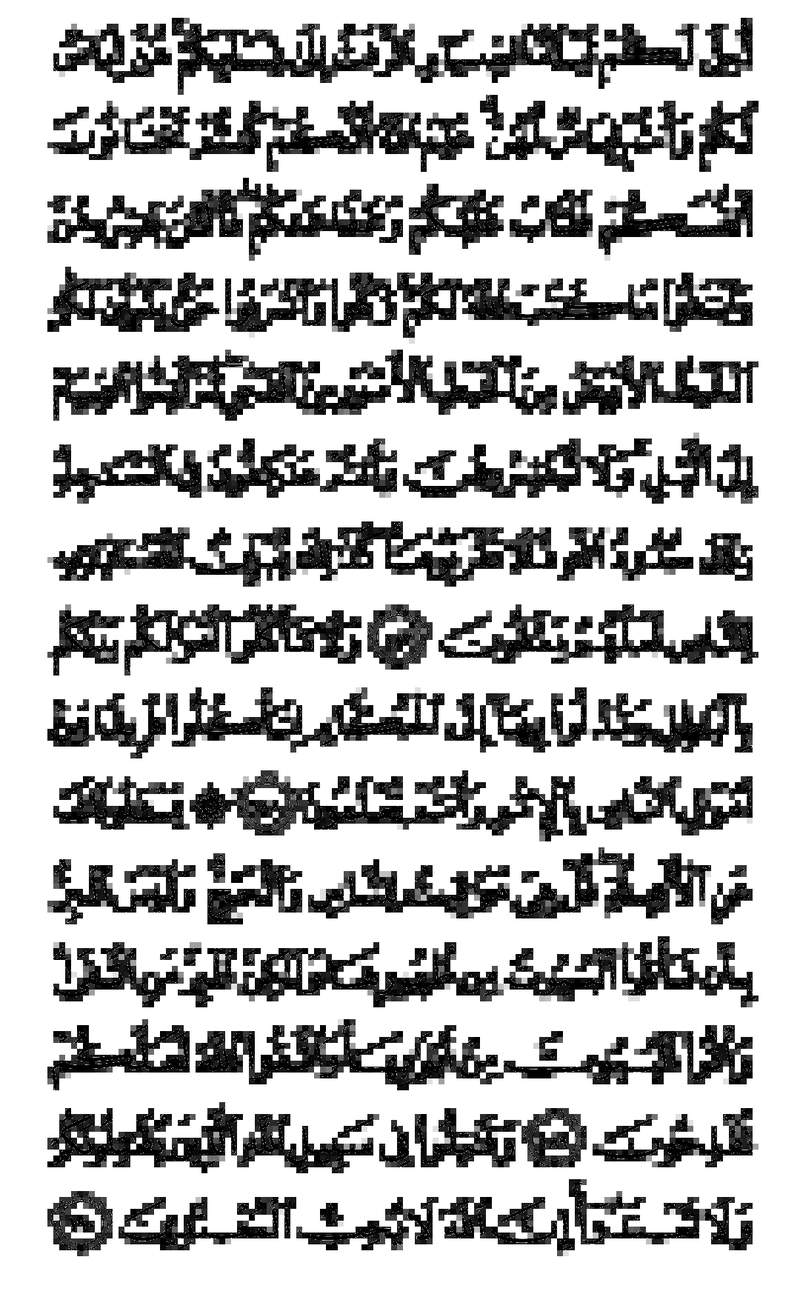 أحل لكم ليلة الصيام الرفث إلى نسائكم هن
لباس لكم وأنتم لباس لهن علم الله أنكم كنتم تختانون
أنفسكم فتاب عليكم وعفا عنكم فالآن باشروهن
وابتغوا ما كتب الله لكم وكلوا واشربوا حتى يتبين لكم
الخيط الأبيض من الخيط الأسود من الفجر ثم أتموا الصيام
إلى الليل ولا تباشروهن وأنتم عاكفون في المساجد
تلك حدود الله فلا تقربوها كذلك يبين الله آياته
للناس لعلهم يتقون ولا تأكلوا أموالكم بينكم
بالباطل وتدلوا بها إلى الحكام لتأكلوا فريقا من
أموال الناس بالإثم وأنتم تعلمون ۞ يسألونك
عن الأهلة قل هي مواقيت للناس والحج وليس البر
بأن تأتوا البيوت من ظهورها ولكن البر من اتقى
وأتوا البيوت من أبوابها واتقوا الله لعلكم
تفلحون وقاتلوا في سبيل الله الذين يقاتلونكم
ولا تعتدوا إن الله لا يحب المعتدين